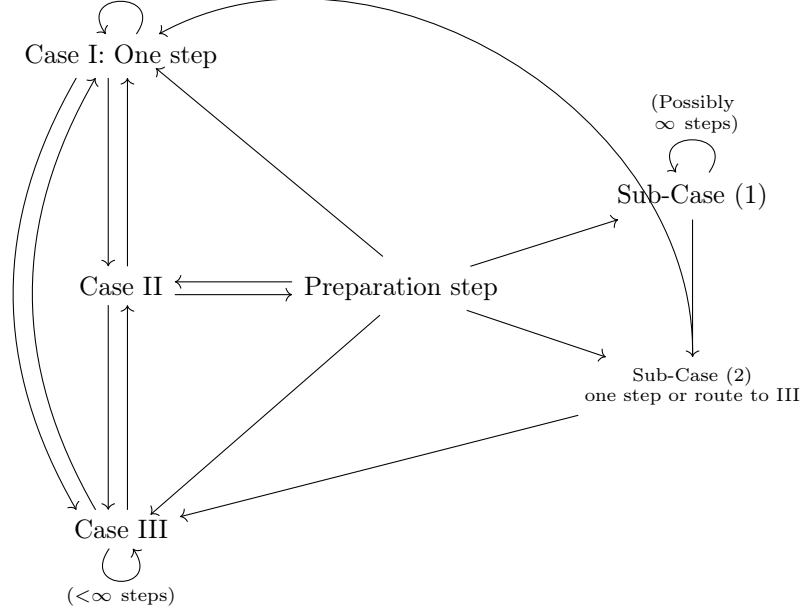 Case I: One step
(Possibly
∞ steps)
Sub-Case (1)
Case II
Preparation step
Sub-Case (2)
one step or route to III
Case III
(<∞ steps)